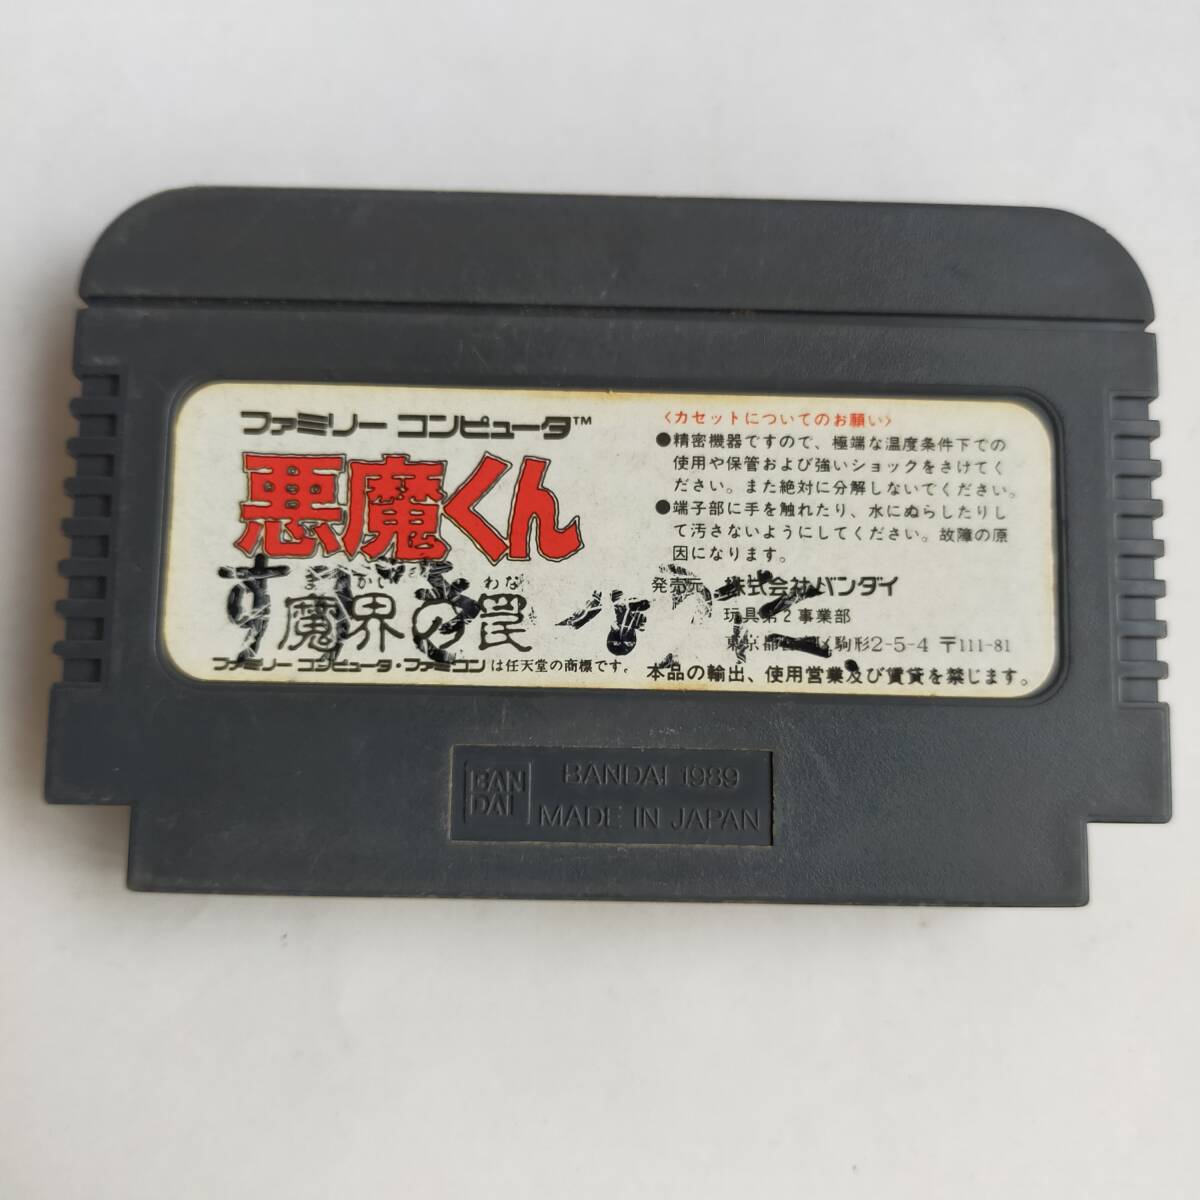 ファミリー コンピュータ™
悪魔くん
まかい わな
魔界の罠
ファミリー コンピュータ・ファミコンは任天堂の商標です。
〈カセットについてのお願い〉
●精密機器ですので、極端な温度条件下での
使用や保管および強いショックをさけてく
ださい。また絶対に分解しないでください。
●端子部に手を触れたり、水にぬらしたりし
て汚さないようにしてください。故障の原
因になります。
発売元 株式会社バンダイ
玩具第2事業部
東京都 駒形2-5-4 〒111-81
本品の輸出、使用営業及び賃貸を禁じます。
BAN
DAI
BANDAI 1989
MADE IN JAPAN